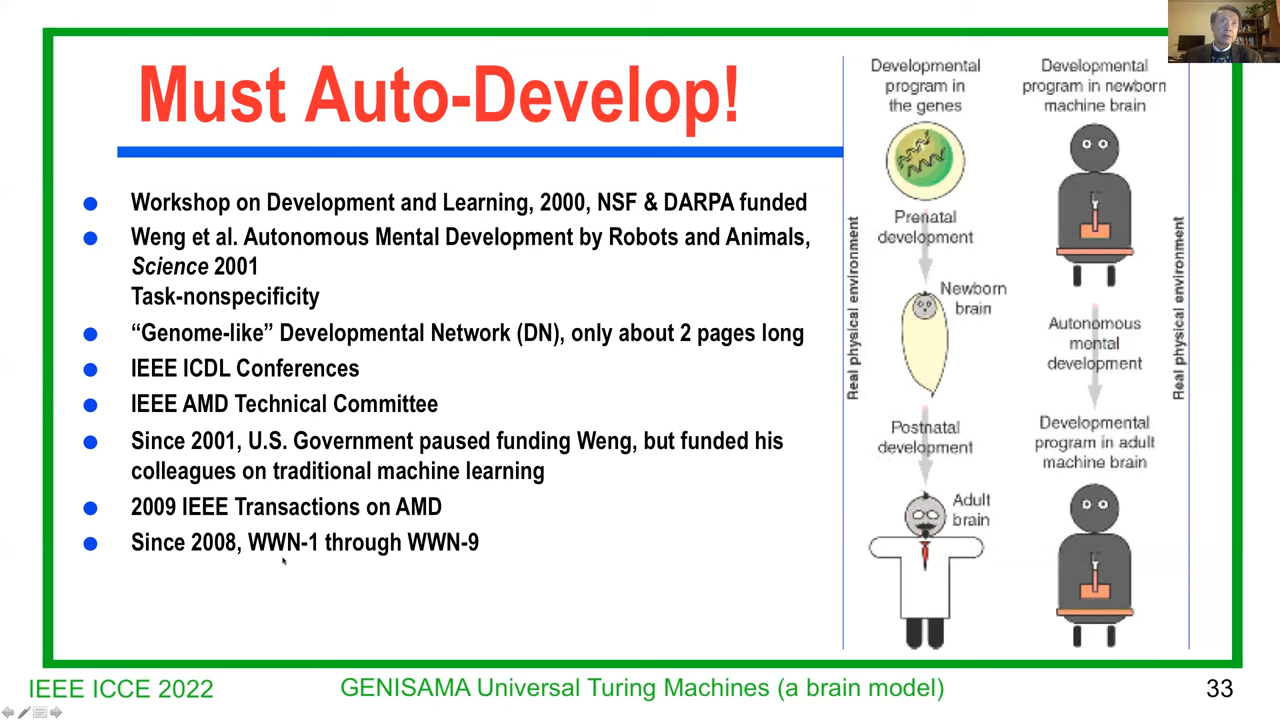 Must Auto-Develop!
Workshop on Development and Learning, 2000, NSF & DARPA funded
Weng et al. Autonomous Mental Development by Robots and Animals,
Science 2001
Task-nonspecificity
“Genome-like” Developmental Network (DN), only about 2 pages long
IEEE ICDL Conferences
IEEE AMD Technical Committee
Since 2001, U.S. Government paused funding Weng, but funded his
colleagues on traditional machine learning
2009 IEEE Transactions on AMD
Since 2008, WWN-1 through WWN-9
Developmental
program in
the genes
Prenatal
development
Newborn
brain
Postnatal
development
Adult
brain
Real physical environment
Developmental
program in newborn
machine brain
Autonomous
mental
development
Developmental
program in adult
machine brain
Real physical environment
IEEE ICCE 2022
GENISAMA Universal Turing Machines (a brain model)
33